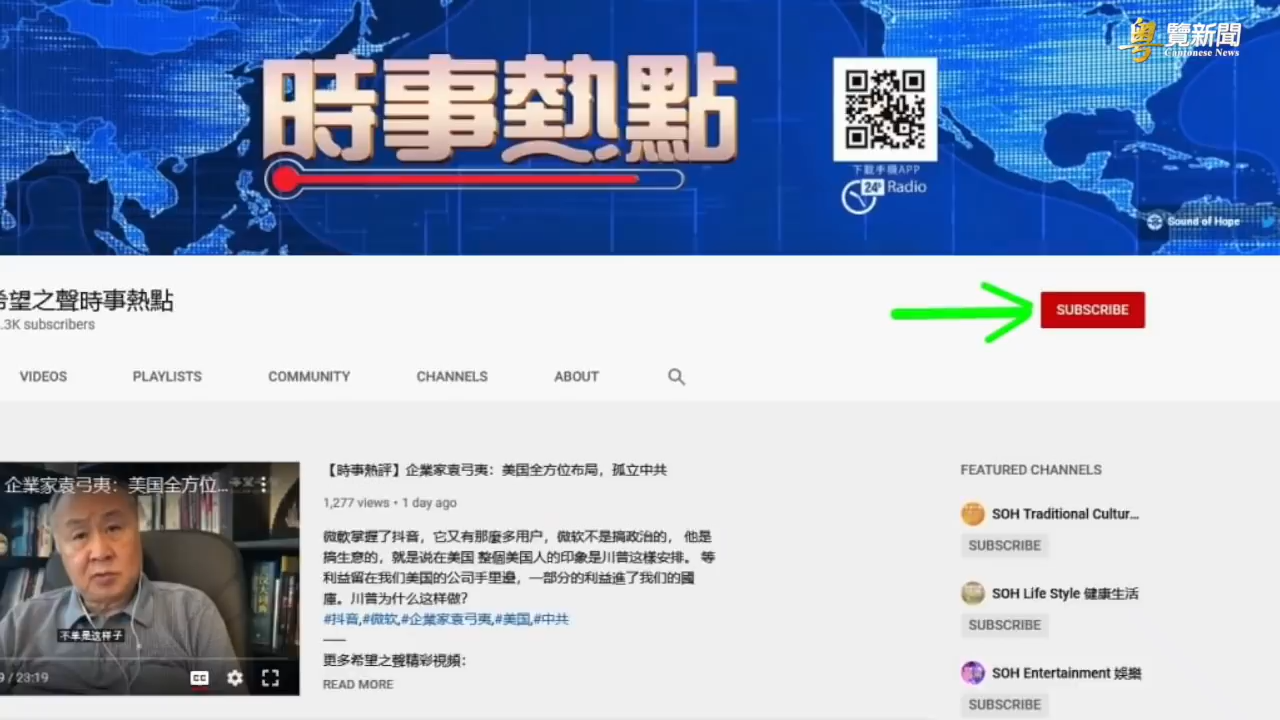 粵覽新聞
Cantonese News
時事熱點
下載手機APP
24 Radio
Sound of Hope
希望之聲時事熱點
.3K subscribers
SUBSCRIBE
VIDEOS
PLAYLISTS
COMMUNITY
CHANNELS
ABOUT
企業家袁弓夷：美国全方位...
不单是这样子
/ 23:19
【時事熱評】企業家袁弓夷：美国全方位布局，孤立中共
1,277 views • 1 day ago
微軟掌握了抖音，它又有那麼多用户，微软不是搞政治的， 他是
搞生意的，就是说在美国 整個美国人的印象是川普这樣安排。 等
利益留在我们美国的公司手里邊，一部分的利益進了我们的國
庫。川普为什么这样做？
#抖音,#微软,#企業家袁弓夷,#美国,#中共
——
更多希望之聲精彩視頻：
READ MORE
FEATURED CHANNELS
SOH Traditional Cultur...
SUBSCRIBE
SOH Life Style 健康生活
SUBSCRIBE
SOH Entertainment 娛樂
SUBSCRIBE